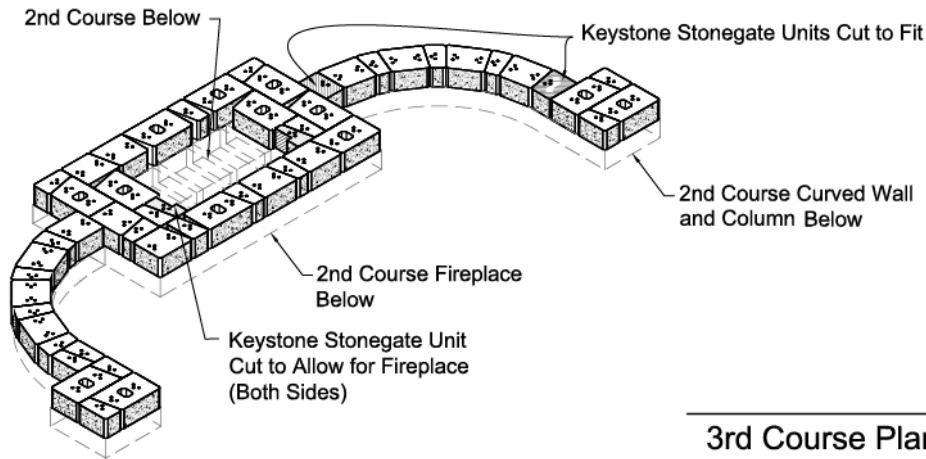 2nd Course Below
Keystone Stonegate Units Cut to Fit
2nd Course Curved Wall
and Column Below
2nd Course Fireplace
Below
Keystone Stonegate Unit
Cut to Allow for Fireplace
(Both Sides)
3rd Course Plan